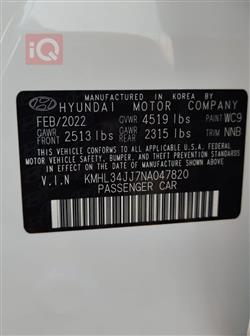 iQ
MANUFACTURED IN KOREA BY
HYUNDAI MOTOR COMPANY
FEB/2022 GVWR 4519 lbs PAINT WC9
GAWR FRONT 2513 lbs GAWR REAR 2315 lbs TRIM NNB
THIS VEHICLE CONFORMS TO ALL APPLICABLE
U.S. FEDERAL MOTOR VEHICLE SAFETY,
BUMPER, AND THEFT PREVENTION STANDARDS
IN EFFECT ON THE DATE OF MANUFACTURE
SHOWN ABOVE.
V.I.N KMHL34JJ7NA047820
PASSENGER CAR